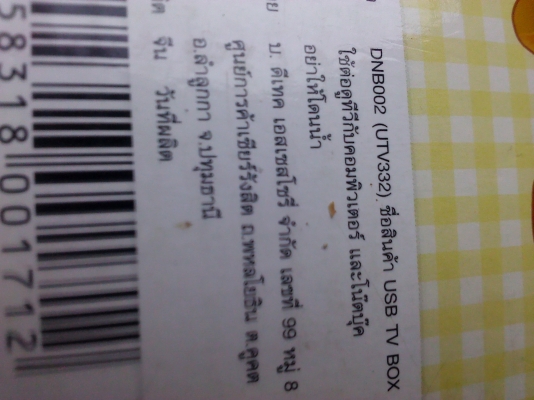 DNB002 (UTV332) ชื่อสินค้า USB TV BOX
ใช้ต่อดูทีวีกับคอมพิวเตอร์ และโน๊ตบุ๊ค
อย่าให้โดนน้ำ
บ. ดีเทค เอสเซสโซรี่ จำกัด เลขที่ 99 หมู่ 8
ศูนย์การค้าเซียร์รังสิต ถ.พหลโยธิน ต.คูคต
อ.ลำลูกกา จ.ปทุมธานี
จีน วันที่ผลิต
58318001712